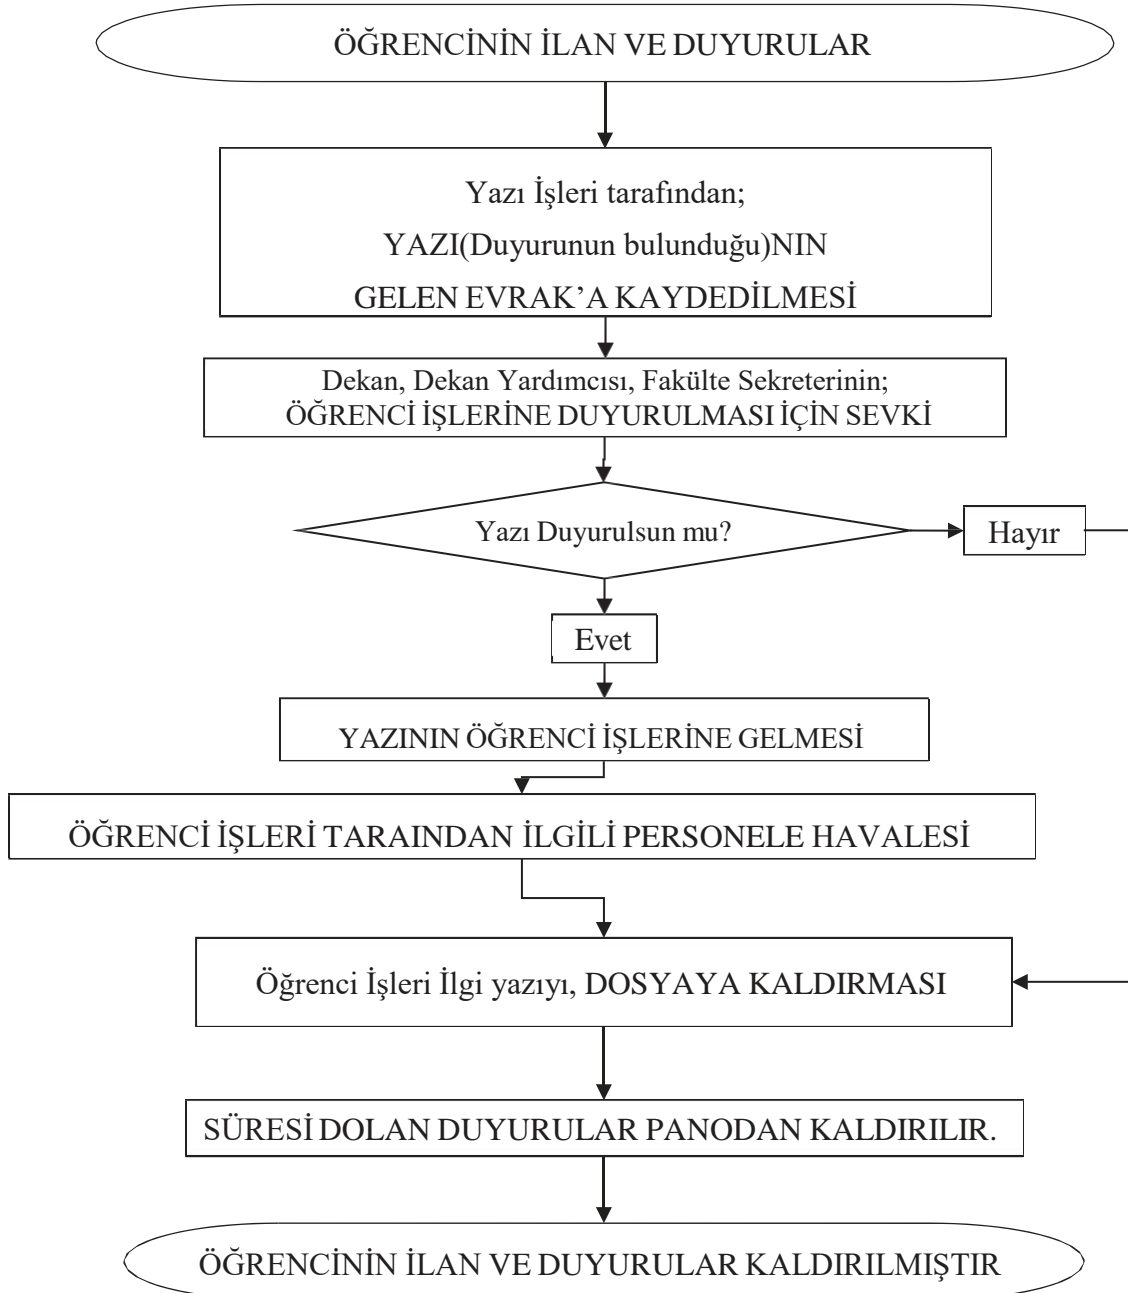 ÖĞRENCİNİN İLAN VE DUYURULAR
Yazı İşleri tarafından;
YAZI(Duyurunun bulunduğu)NIN
GELEN EVRAK’A KAYDEDİLMESİ
Dekan, Dekan Yardımcısı, Fakülte Sekreterinin;
ÖĞRENCİ İŞLERİNE DUYURULMASI İÇİN SEVKİ
Yazı Duyurulsun mu?
Hayır
Evet
YAZININ ÖĞRENCİ İŞLERİNE GELMESİ
ÖĞRENCİ İŞLERİ TARAINDAN İLGİLİ PERSONELE HAVALESİ
Öğrenci İşleri İlgi yazıyı, DOSYAYA KALDIRMASI
SÜRESİ DOLAN DUYURULAR PANODAN KALDIRILIR.
ÖĞRENCİNİN İLAN VE DUYURULAR KALDIRILMIŞTIR